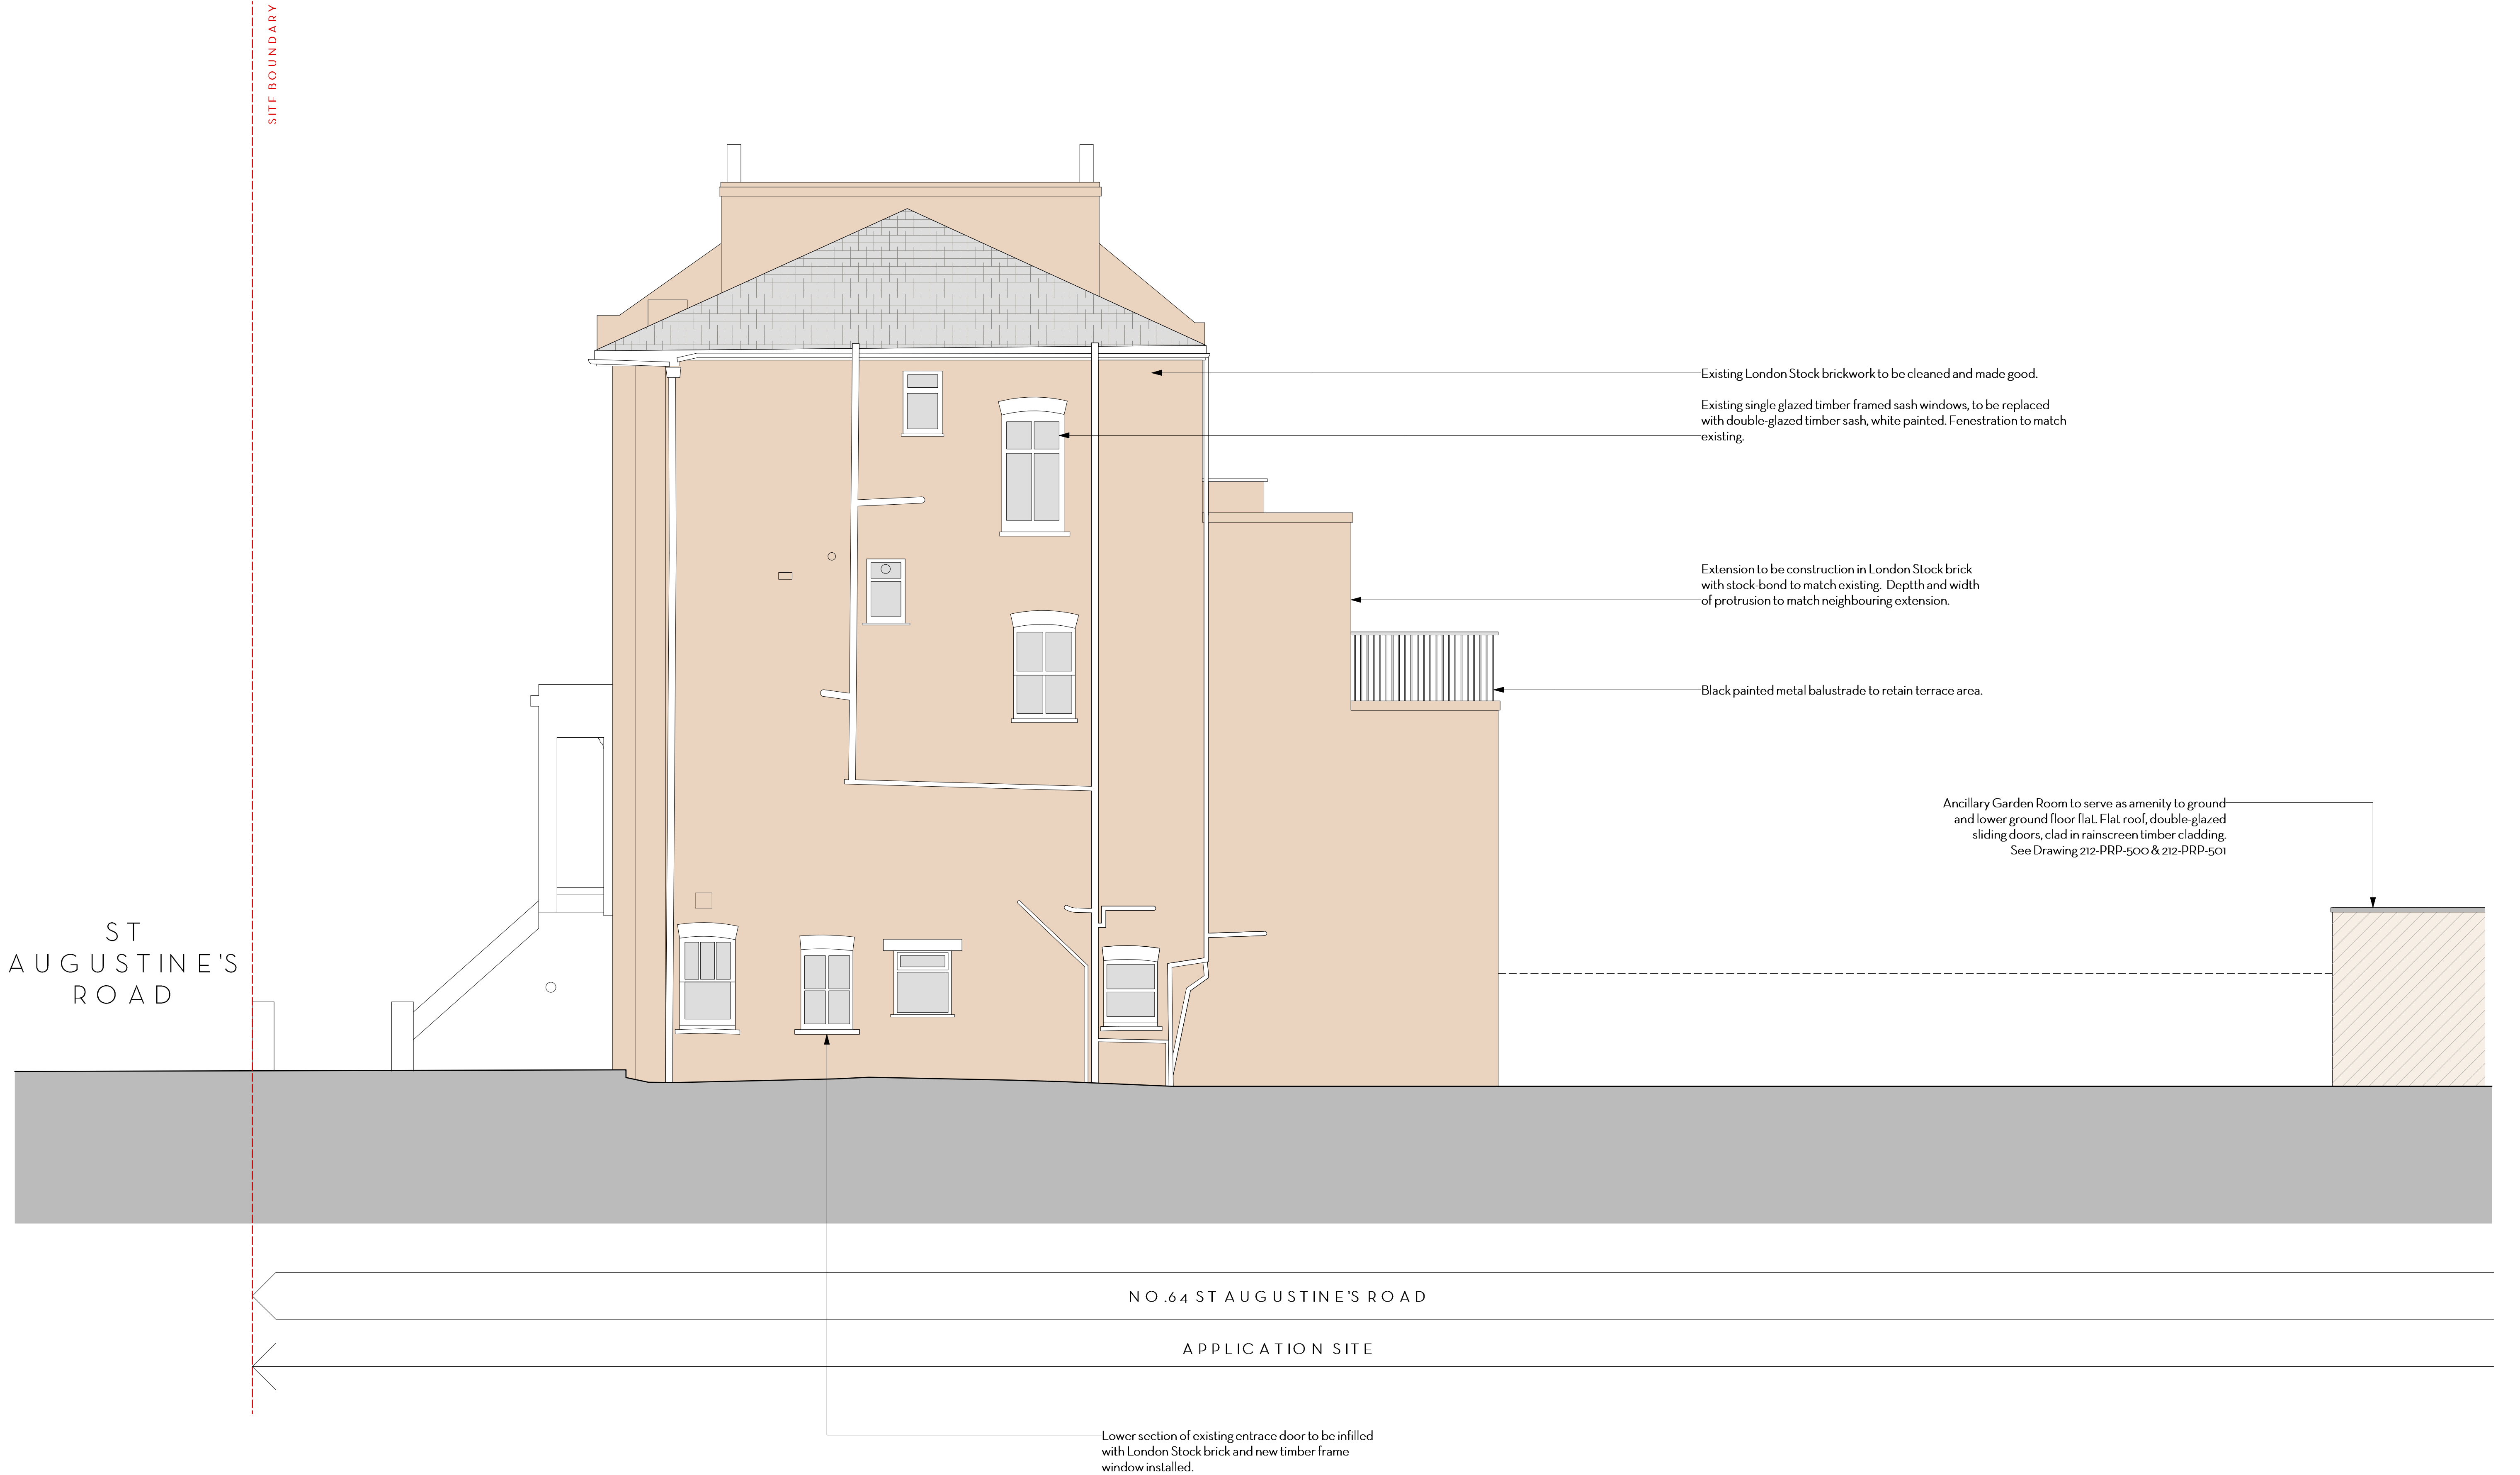 SITE BOUNDARY
Existing London Stock brickwork to be cleaned and made good.
Existing single glazed timber framed sash windows, to be replaced
with double-glazed timber sash, white painted. Fenestration to match
existing.
Extension to be construction in London Stock brick
with stock-bond to match existing. Deptth and width
of protrusion to match neighbouring extension.
Black painted metal balustrade to retain terrace area.
Ancillary Garden Room to serve as amenity to ground
and lower ground floor flat. Flat roof, double-glazed
sliding doors, clad in rainscreen timber cladding.
See Drawing 212-PRP-500 & 212-PRP-501
ST
AUGUSTINE'S
ROAD
NO.64 ST AUGUSTINE'S ROAD
APPLICATION SITE
Lower section of existing entrace door to be infilled
with London Stock brick and new timber frame
window installed.